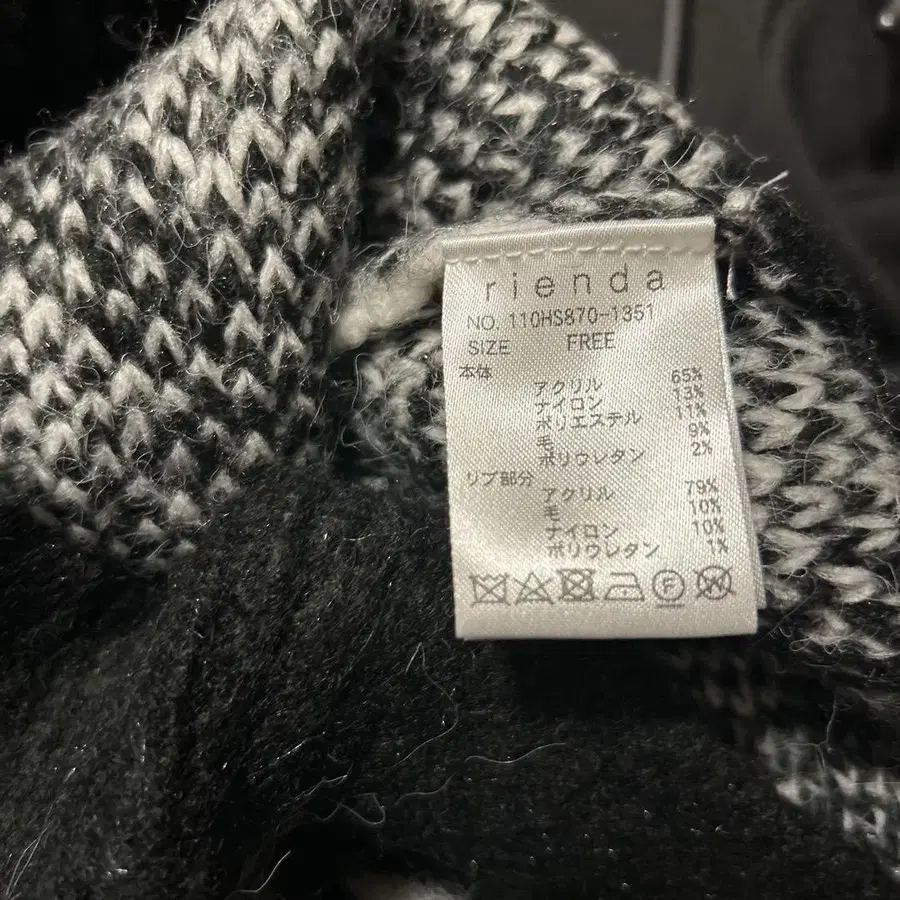 rienda
NO. 110HS870-1351
SIZE FREE
本体
アクリル 65%
ナイロン 13%
ポリエステル 11%
毛 9%
ポリウレタン 2%
リブ部分
アクリル 79%
毛 10%
ナイロン 10%
ポリウレタン 1%